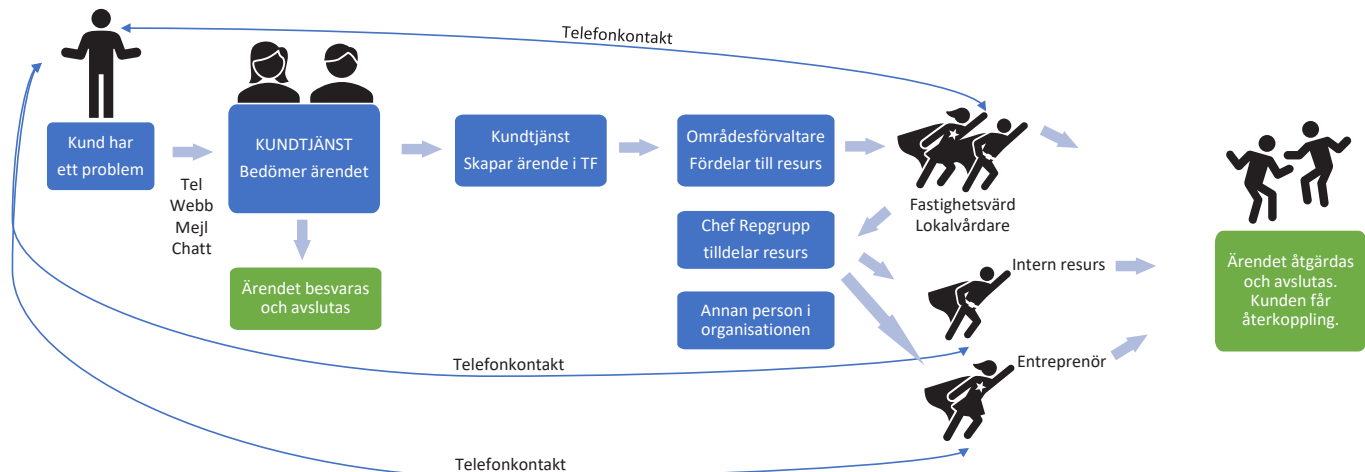 Telefonkontakt
Kund har
ett problem
Tel
Webb
Mejl
Chatt
KUNDTJÄNST
Bedömer ärendet
Ärendet besvaras
och avslutas
Kundtjänst
Skapar ärende i TF
Områdesförvaltare
Fördelar till resurs
Fastighetsvärd
Lokalvårdare
Chef Repgrupp
tilldelar resurs
Annan person i
organisationen
Intern resurs
Entreprenör
Ärendet åtgärdas
och avslutas.
Kunden får
återkoppling.
Telefonkontakt
Telefonkontakt